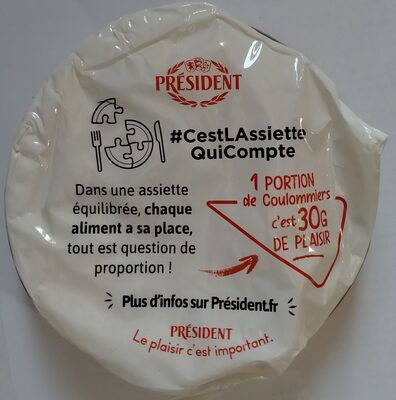 PRÉSIDENT
#CestLAssiette
QuiCompte
Dans une assiette
équilibrée, chaque
aliment a sa place,
tout est question de
proportion !
1 PORTION
de Coulommiers
c'est 30G
DE PLAISIR
Plus d'infos sur Président.fr
PRÉSIDENT
Le plaisir c'est important.